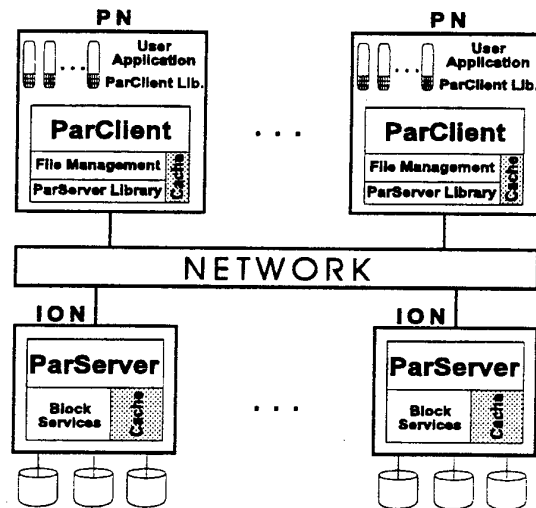 PN PN
User
Application
ParClient Lib.
ParClient
File Management
ParServer Library
Cache
User
Application
ParClient Lib.
ParClient
File Management
ParServer Library
Cache
NETWORK
ION ION
ParServer
Block
Services
Cache
ParServer
Block
Services
Cache